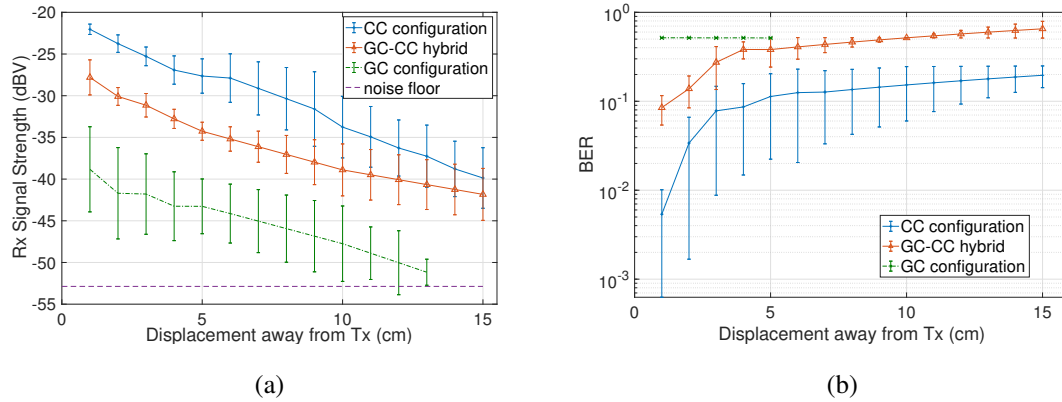 -20
-25
-30
-35
-40
-45
-50
-55
Rx Signal Strength (dBV)
CC configuration
GC-CC hybrid
GC configuration
noise floor
0 5 10 15
Displacement away from Tx (cm)
(a)
10^0
10^-1
10^-2
10^-3
BER
CC configuration
GC-CC hybrid
GC configuration
0 5 10 15
Displacement away from Tx (cm)
(b)